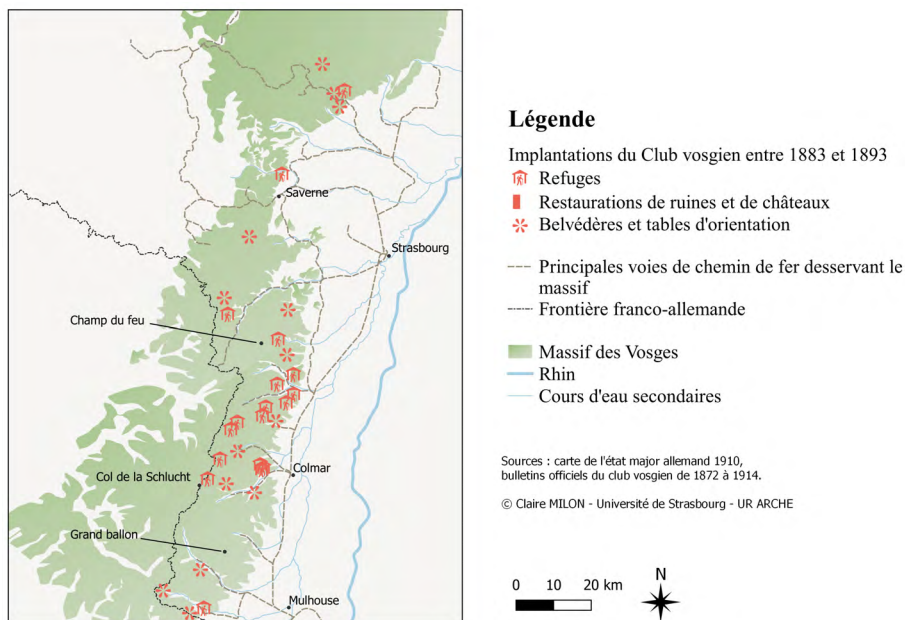 Saverne
Strasbourg
Champ du feu
Col de la Schlucht
Colmar
Grand ballon
Mulhouse
Légende
Implantations du Club vosgien entre 1883 et 1893
Refuges
Restaurations de ruines et de châteaux
Belvédères et tables d'orientation
Principales voies de chemin de fer desservant le
massif
Frontière franco-allemande
Massif des Vosges
Rhin
Cours d'eau secondaires
Sources : carte de l'état major allemand 1910,
bulletins officiels du club vosgien de 1872 à 1914.
© Claire MILON - Université de Strasbourg - UR ARCHE
0 10 20 km
N